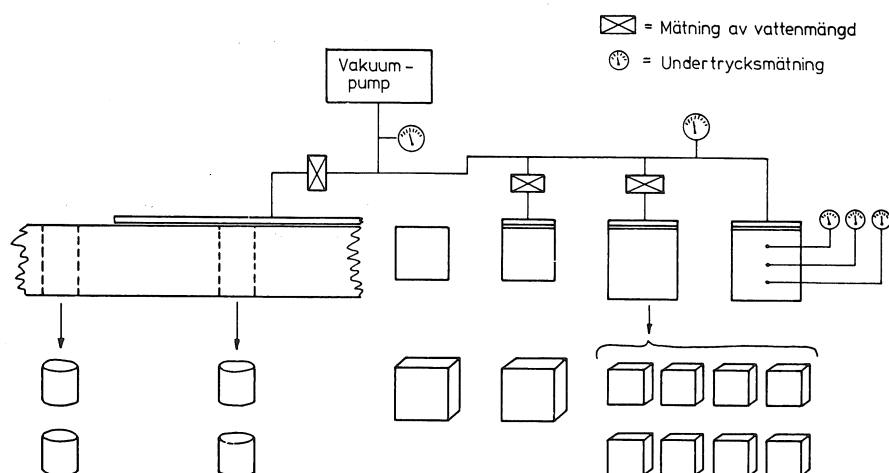 = Mätning av vattenmängd
= Undertrycksmätning
Vakuum-
pump